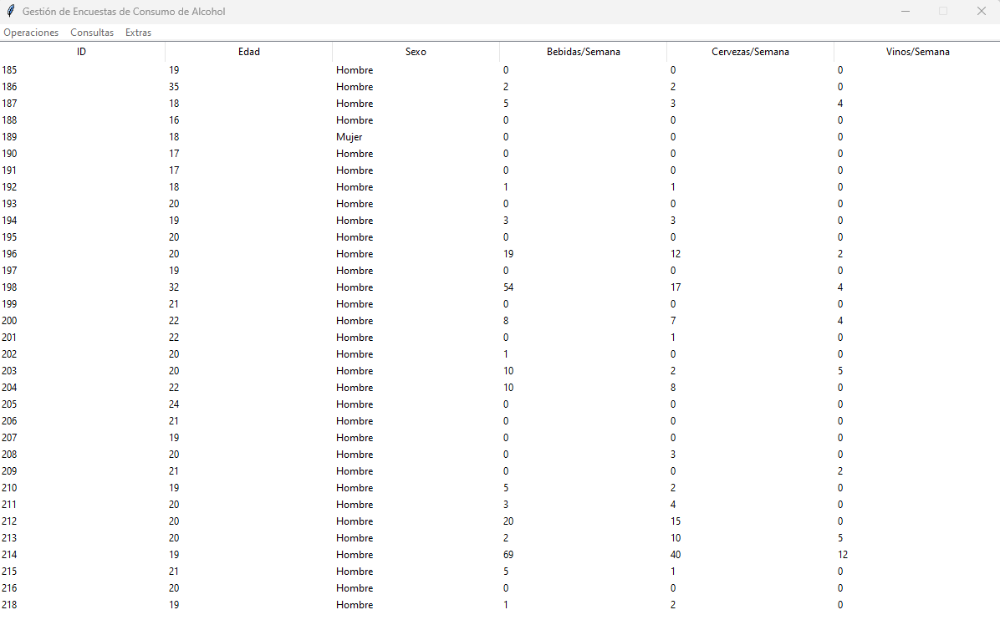 Gestión de Encuestas de Consumo de Alcohol
Operaciones Consultas Extras
ID Edad Sexo Bebidas/Semana Cervezas/Semana Vinos/Semana
185 19 Hombre 0 0 0
186 35 Hombre 2 2 0
187 18 Hombre 5 3 4
188 16 Hombre 0 0 0
189 18 Mujer 0 0 0
190 17 Hombre 0 0 0
191 17 Hombre 0 0 0
192 18 Hombre 1 1 0
193 20 Hombre 0 0 0
194 19 Hombre 3 3 0
195 20 Hombre 0 0 0
196 20 Hombre 19 12 2
197 19 Hombre 0 0 0
198 32 Hombre 54 17 4
199 21 Hombre 0 0 0
200 22 Hombre 8 7 4
201 22 Hombre 0 1 0
202 20 Hombre 1 0 0
203 20 Hombre 10 2 5
204 22 Hombre 10 8 0
205 24 Hombre 0 0 0
206 21 Hombre 0 0 0
207 19 Hombre 0 0 0
208 20 Hombre 0 3 0
209 21 Hombre 0 0 2
210 19 Hombre 5 2 0
211 20 Hombre 3 4 0
212 20 Hombre 20 15 0
213 20 Hombre 2 10 5
214 19 Hombre 69 40 12
215 21 Hombre 5 1 0
216 20 Hombre 0 0 0
218 19 Hombre 1 2 0